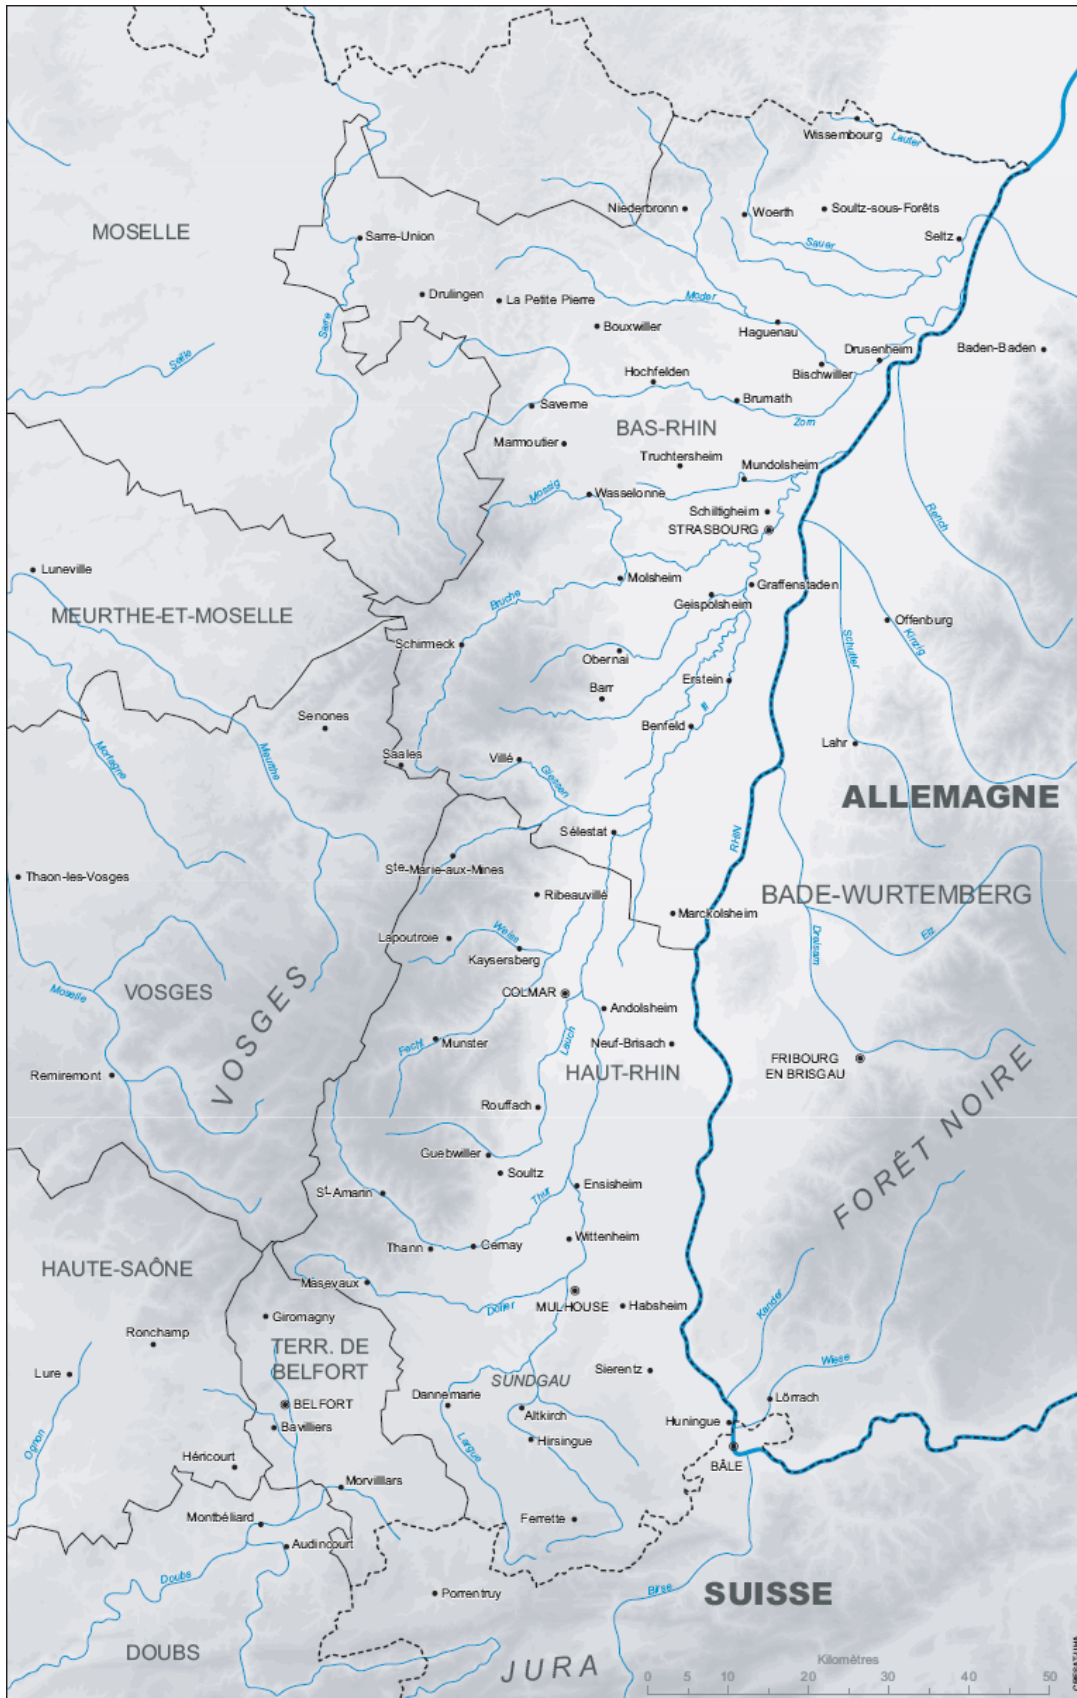 Wissembourg
Lauter
Niederbronn
Woerth
Soultz-sous-Forêts
MOSELLE
Sarre-Union
Sauer
Seltz
Drulingen
La Petite Pierre
Moder
Sarre
Bouxwiller
Haguenau
Baden-Baden
Drusenheim
Seille
Bischwiller
Hochfelden
Saverne
Brumath
Zorn
BAS-RHIN
Marmoutier
Truchtersheim
Mundolsheim
Mossig
Wasselonne
Schiltigheim
Rench
STRASBOURG
Luneville
Molsheim
Graffenstaden
MEURTHE-ET-MOSELLE
Bruche
Geispolsheim
Offenburg
Schirmeck
Schutter
Kinzig
Obernai
Erstein
Barr
Senones
Ill
Benfeld
Mortagne
Meurthe
Saales
Villé
Lahr
Giessen
ALLEMAGNE
Sélestat
RHIN
Ste-Marie-aux-Mines
Thaon-les-Vosges
Ribeauvillé
BADE-WURTEMBERG
Marckolsheim
Weiss
Lapoutroie
Elz
Draisam
Kaysersberg
Moselle
VOSGES
VOSGES
COLMAR
Andolsheim
Fecht
Munster
Lauch
Neuf-Brisach
FRIBOURG
EN BRISGAU
Remiremont
HAUT-RHIN
Rouffach
FORÊT NOIRE
Guebwiller
Soultz
St-Amann
Thur
Ensisheim
Thann
Cernay
Wittenheim
HAUTE-SAÔNE
Masevaux
Doller
MULHOUSE
Habsheim
Kander
Giromagny
Ronchamp
TERR. DE
BELFORT
Lure
SUNDGAU
Sierentz
Wiese
Dannemarie
Lörrach
BELFORT
Altkirch
Huningue
Bavilliers
Ognon
Largue
Hirsingue
Héricourt
BÂLE
Morvilllars
Montbéliard
Ferrette
Audincourt
Doubs
Porrentruy
Birse
SUISSE
DOUBS
JURA
Kilomètres
0 5 10 20 30 40 50